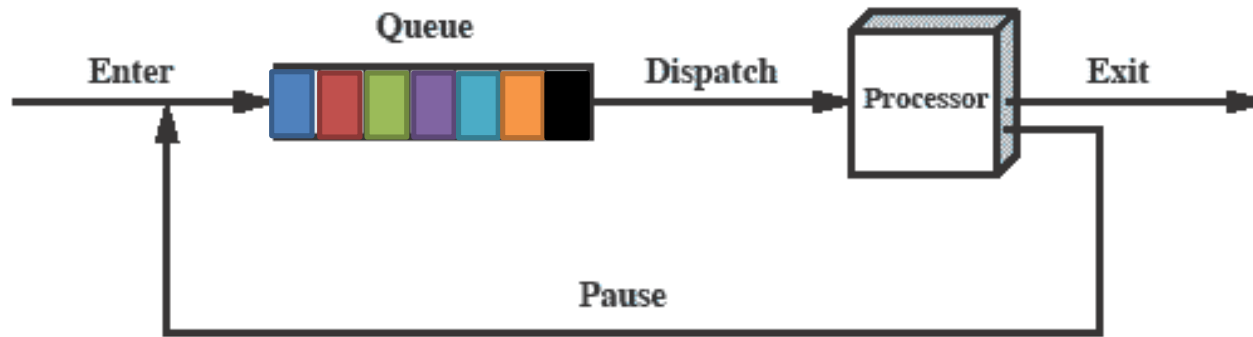 Queue
Enter
Dispatch
Processor
Exit
Pause